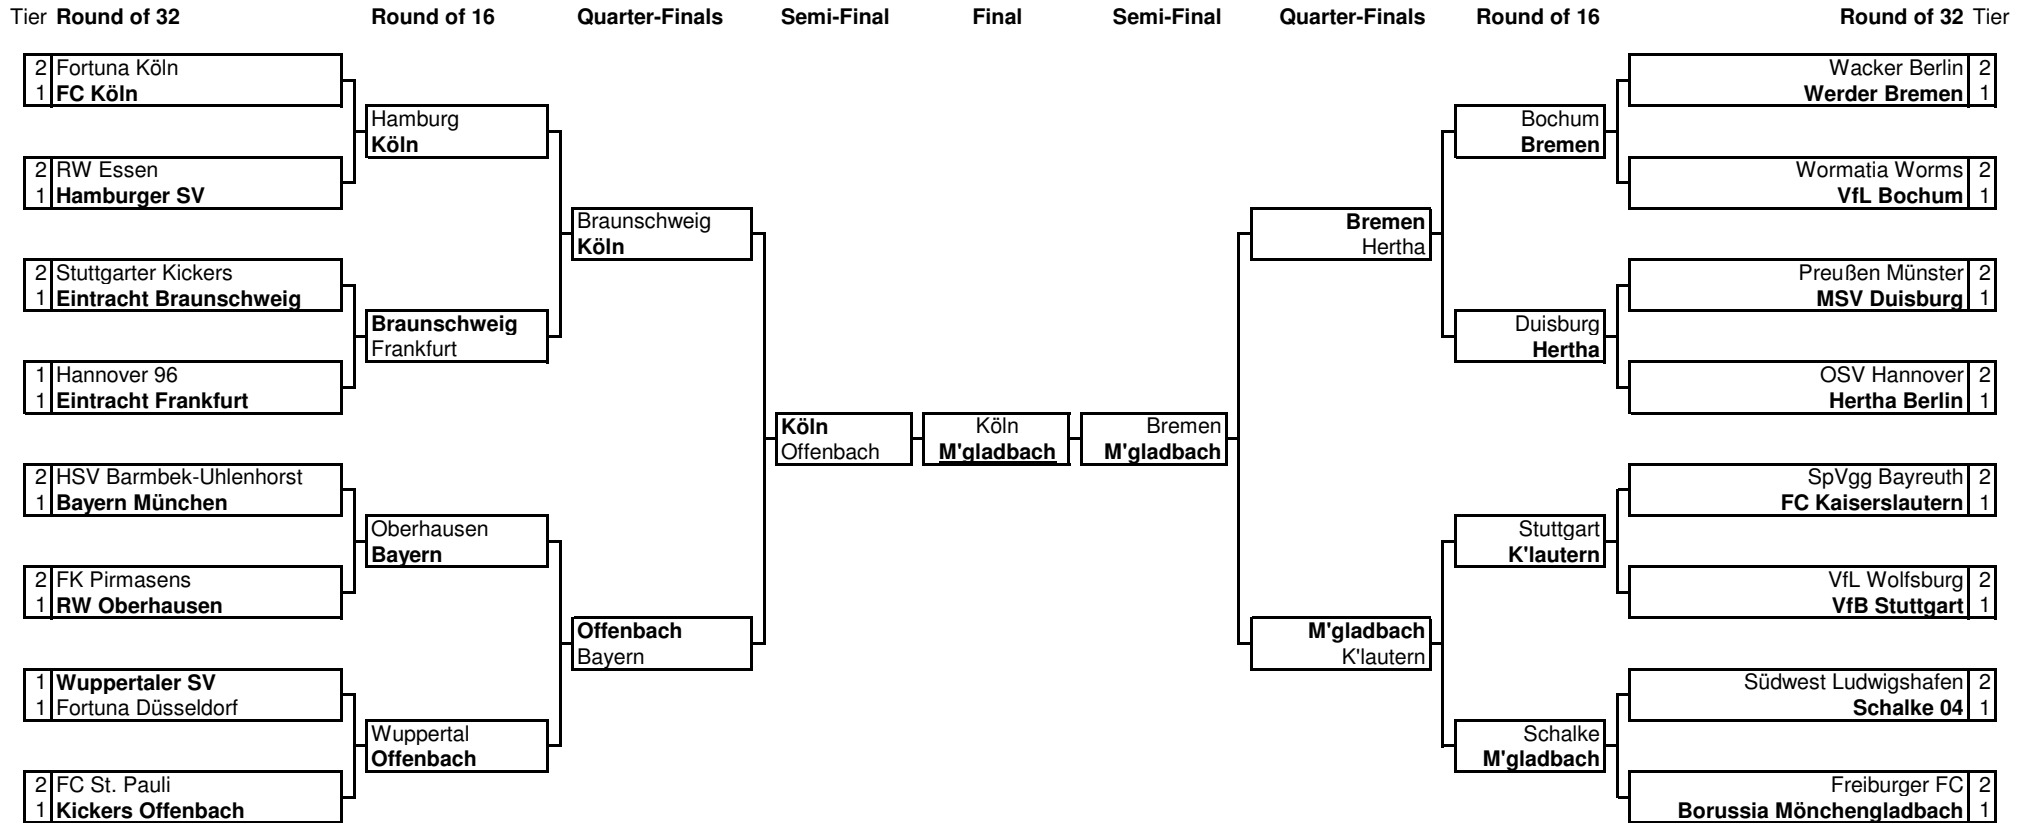 Tier Round of 32 Round of 16 Quarter-Finals Semi-Final Final Semi-Final Quarter-Finals Round of 16 Round of 32 Tier
2 Fortuna Köln
1 FC Köln
2 RW Essen
1 Hamburger SV
2 Stuttgarter Kickers
1 Eintracht Braunschweig
1 Hannover 96
1 Eintracht Frankfurt
2 HSV Barmbek-Uhlenhorst
1 Bayern München
2 FK Pirmasens
1 RW Oberhausen
1 Wuppertaler SV
1 Fortuna Düsseldorf
2 FC St. Pauli
1 Kickers Offenbach
Hamburg
Köln
Braunschweig
Frankfurt
Oberhausen
Bayern
Wuppertal
Offenbach
Braunschweig
Köln
Offenbach
Bayern
Köln
Offenbach
Köln
M'gladbach
Bremen
M'gladbach
Bremen
Hertha
M'gladbach
K'lautern
Bochum
Bremen
Duisburg
Hertha
Stuttgart
K'lautern
Schalke
M'gladbach
Wacker Berlin 2
Werder Bremen 1
Wormatia Worms 2
VfL Bochum 1
Preußen Münster 2
MSV Duisburg 1
OSV Hannover 2
Hertha Berlin 1
SpVgg Bayreuth 2
FC Kaiserslautern 1
VfL Wolfsburg 2
VfB Stuttgart 1
Südwest Ludwigshafen 2
Schalke 04 1
Freiburger FC 2
Borussia Mönchengladbach 1